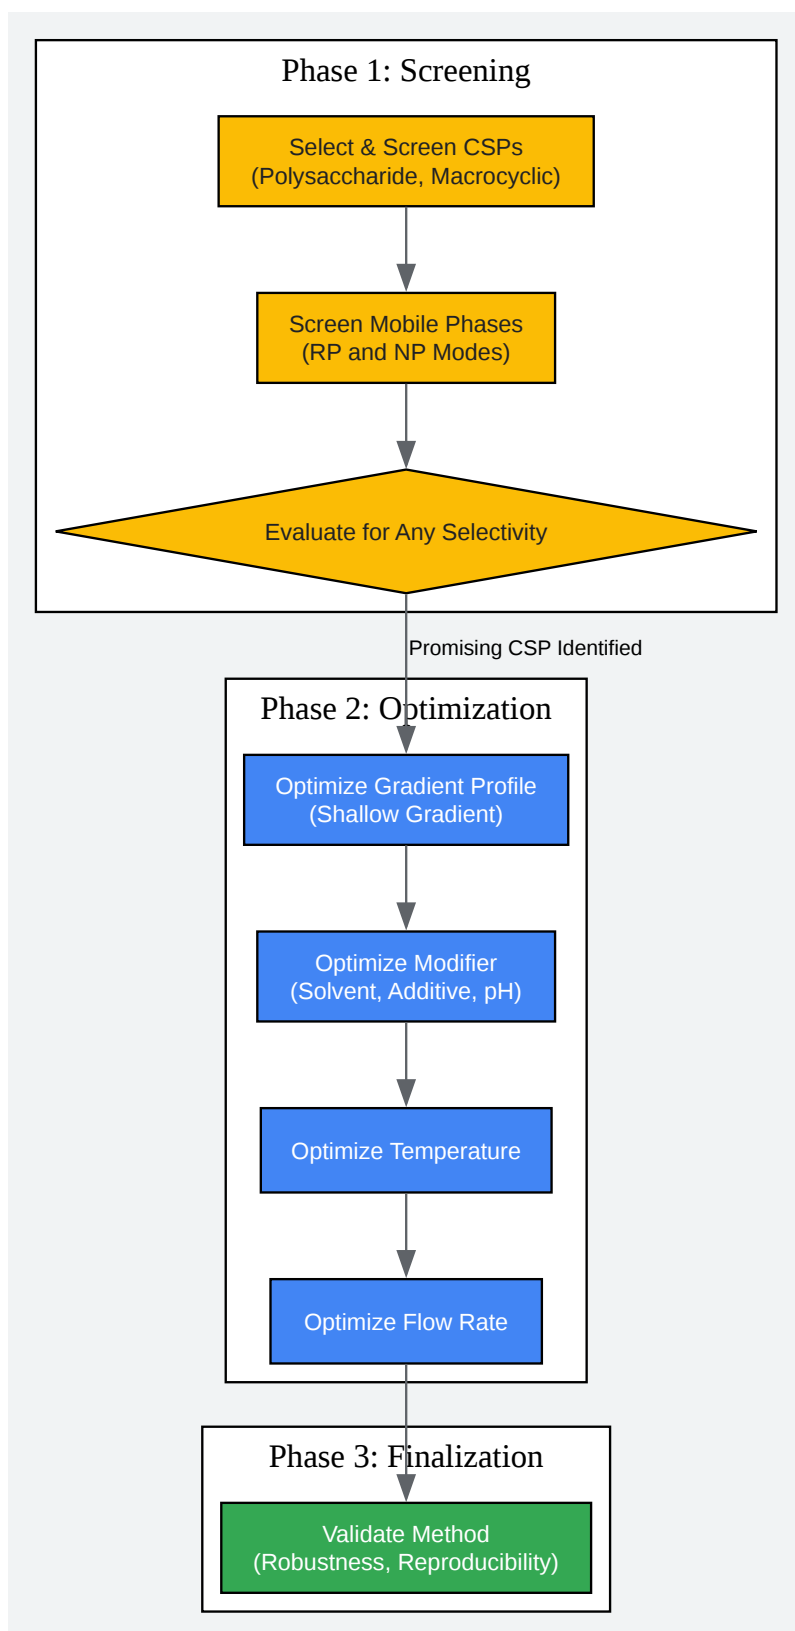 Phase 1: Screening
Select & Screen CSPs
(Polysaccharide, Macrocyclic)
Screen Mobile Phases
(RP and NP Modes)
Evaluate for Any Selectivity
Promising CSP Identified
Phase 2: Optimization
Optimize Gradient Profile
(Shallow Gradient)
Optimize Modifier
(Solvent, Additive, pH)
Optimize Temperature
Optimize Flow Rate
Phase 3: Finalization
Validate Method
(Robustness, Reproducibility)